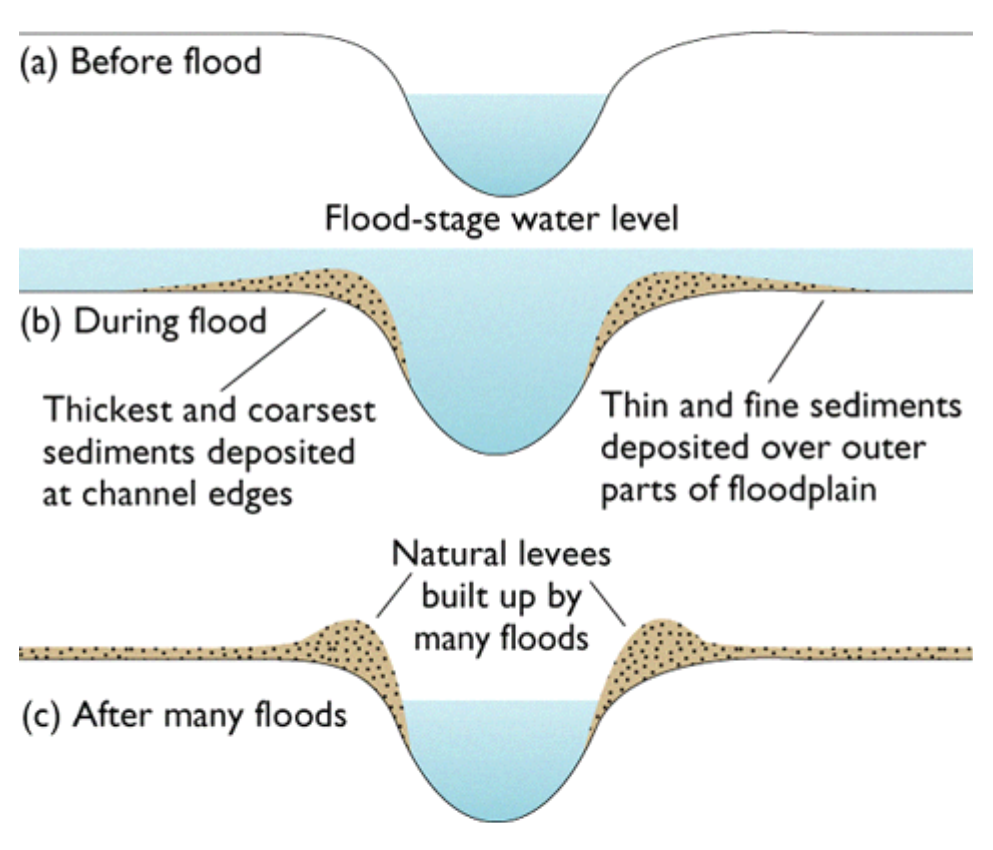 (a) Before flood
Flood-stage water level
(b) During flood
Thickest and coarsest
sediments deposited
at channel edges
Thin and fine sediments
deposited over outer
parts of floodplain
Natural levees
built up by
many floods
(c) After many floods